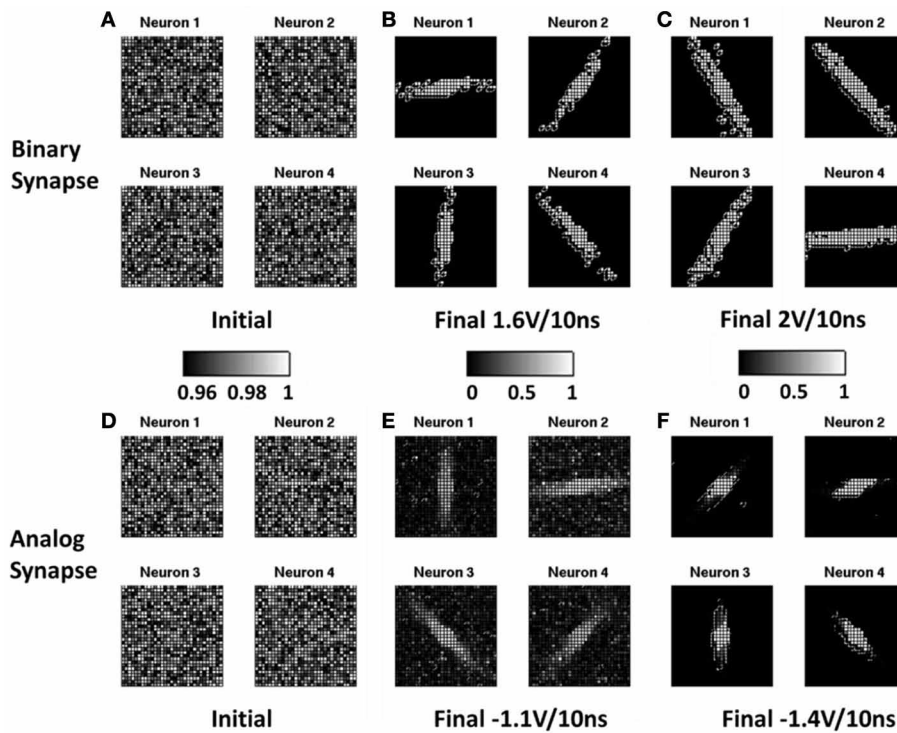 A
Neuron 1
Neuron 2
B
Neuron 1
Neuron 2
C
Neuron 1
Neuron 2
Binary
Synapse
Neuron 3
Neuron 4
Neuron 3
Neuron 4
Neuron 3
Neuron 4
Initial
Final 1.6V/10ns
Final 2V/10ns
0.96 0.98 1
0 0.5 1
0 0.5 1
D
Neuron 1
Neuron 2
E
Neuron 1
Neuron 2
F
Neuron 1
Neuron 2
Analog
Synapse
Neuron 3
Neuron 4
Neuron 3
Neuron 4
Neuron 3
Neuron 4
Initial
Final -1.1V/10ns
Final -1.4V/10ns